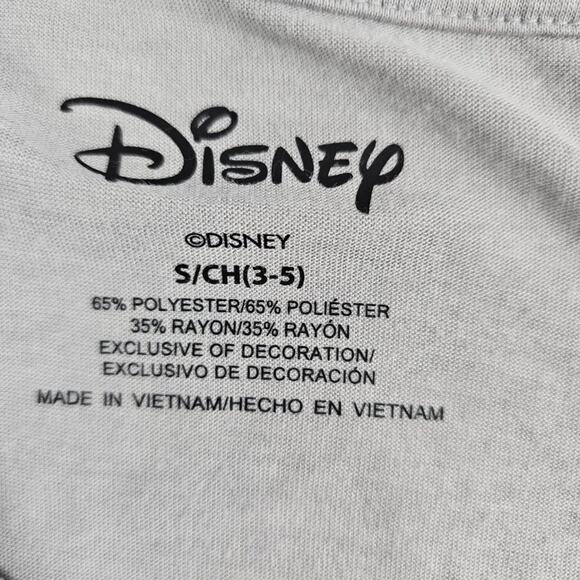 Disney
©DISNEY
S/CH(3-5)
65% POLYESTER/65% POLIÉSTER
35% RAYON/35% RAYÓN
EXCLUSIVE OF DECORATION/
EXCLUSIVO DE DECORACIÓN
MADE IN VIETNAM/HECHO EN VIETNAM